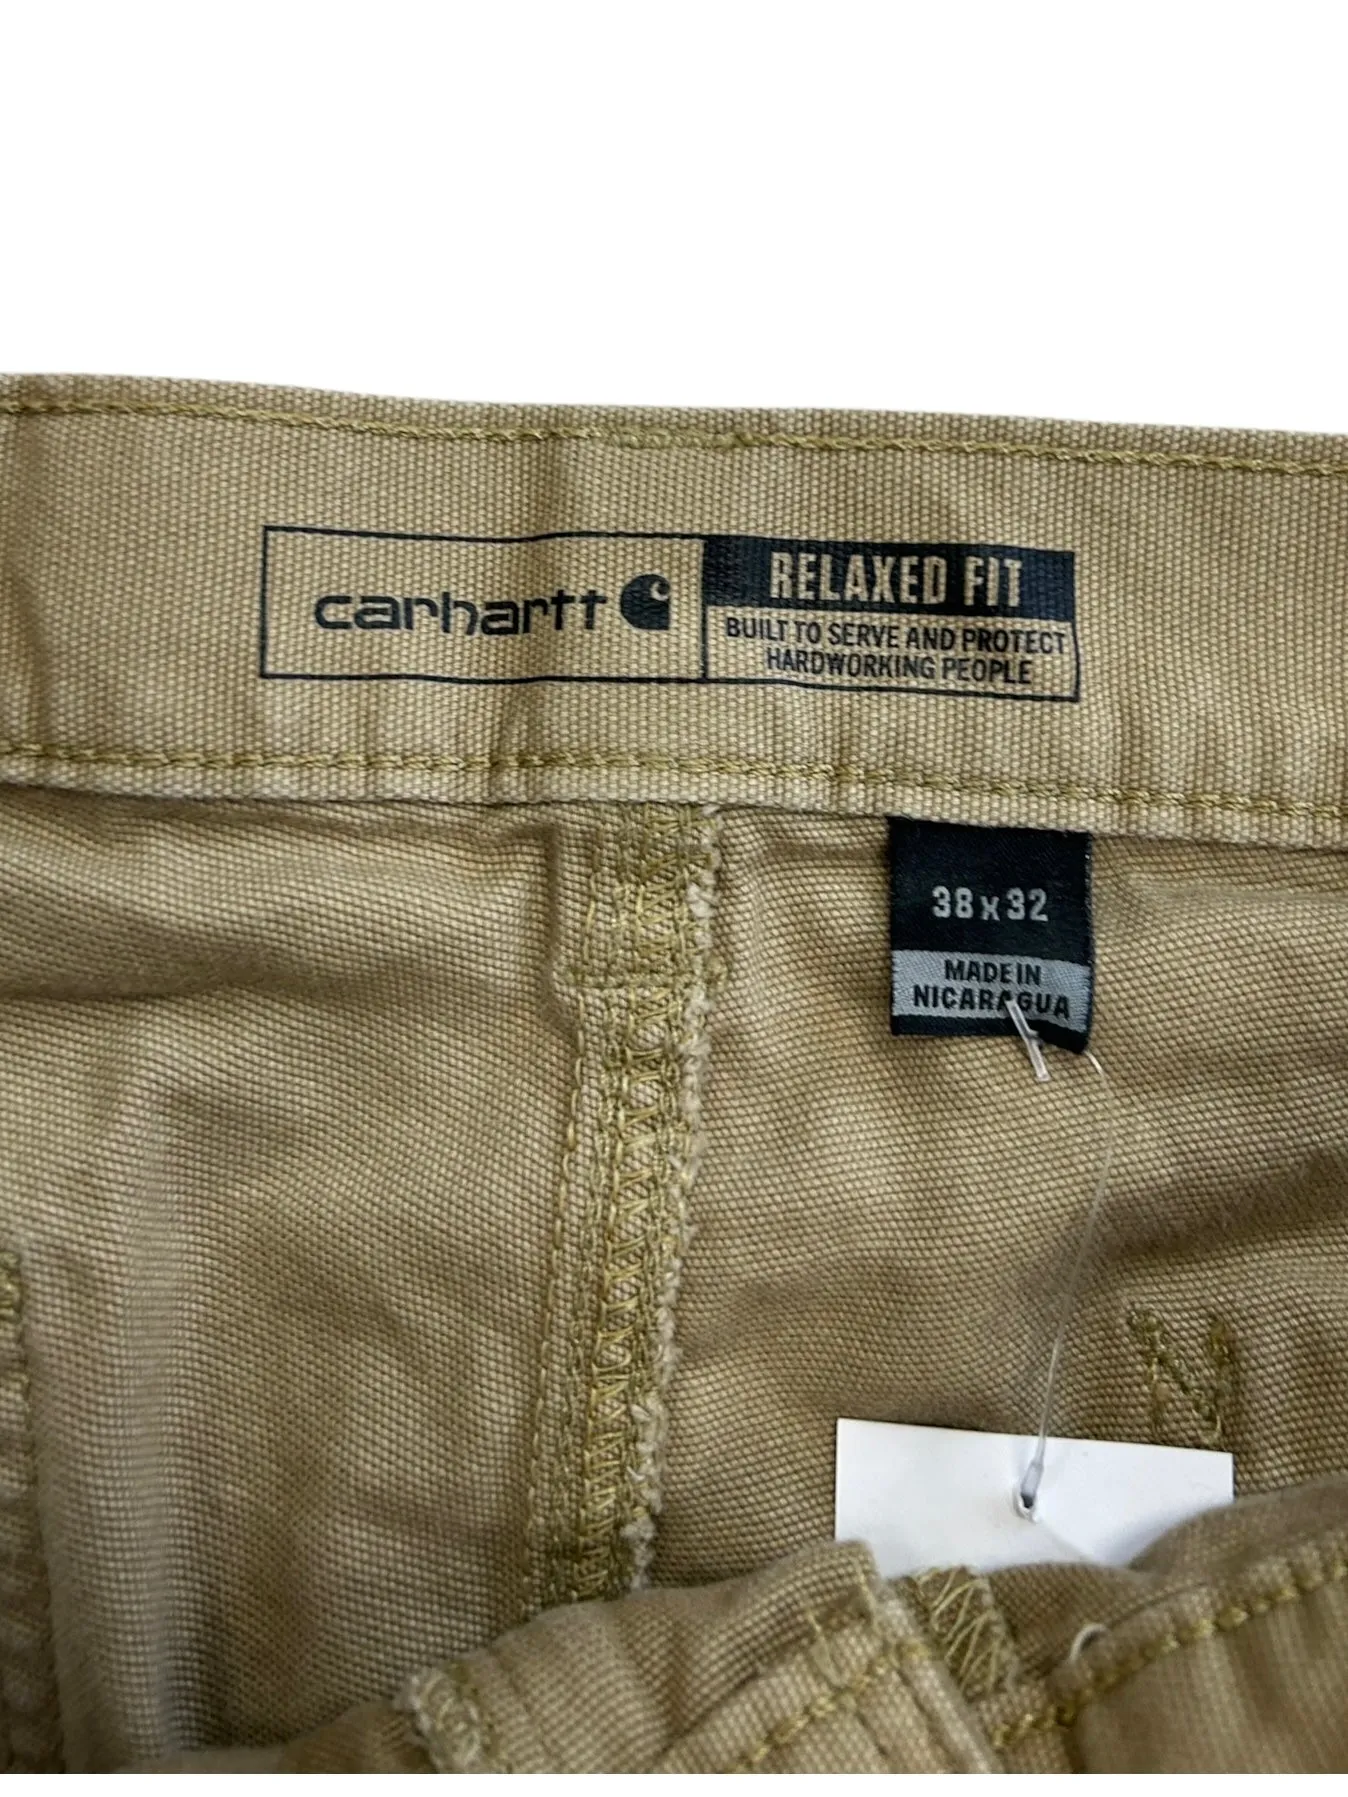 carhartt
RELAXED FIT
BUILT TO SERVE AND PROTECT
HARDWORKING PEOPLE
38 x 32
MADE IN
NICARAGUA